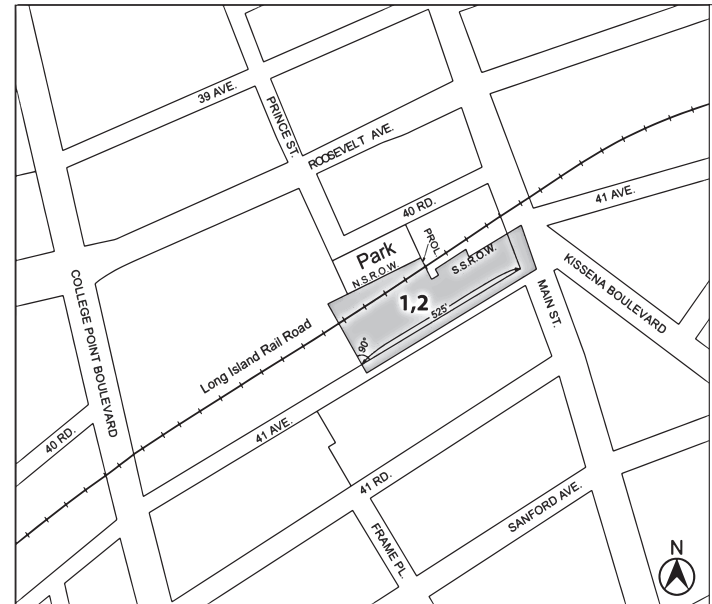 39 AVE.
PRINCE ST.
ROOSEVELT AVE.
40 RD.
41 AVE.
Park
PROL.
N.S.R.O.W.
S.S.R.O.W.
KISSENA BOULEVARD
COLLEGE POINT BOULEVARD
1,2
525'
MAIN ST.
90°
Long Island Rail Road
40 RD.
41 AVE.
41 RD.
SANFORD AVE.
FRAME PL.
N